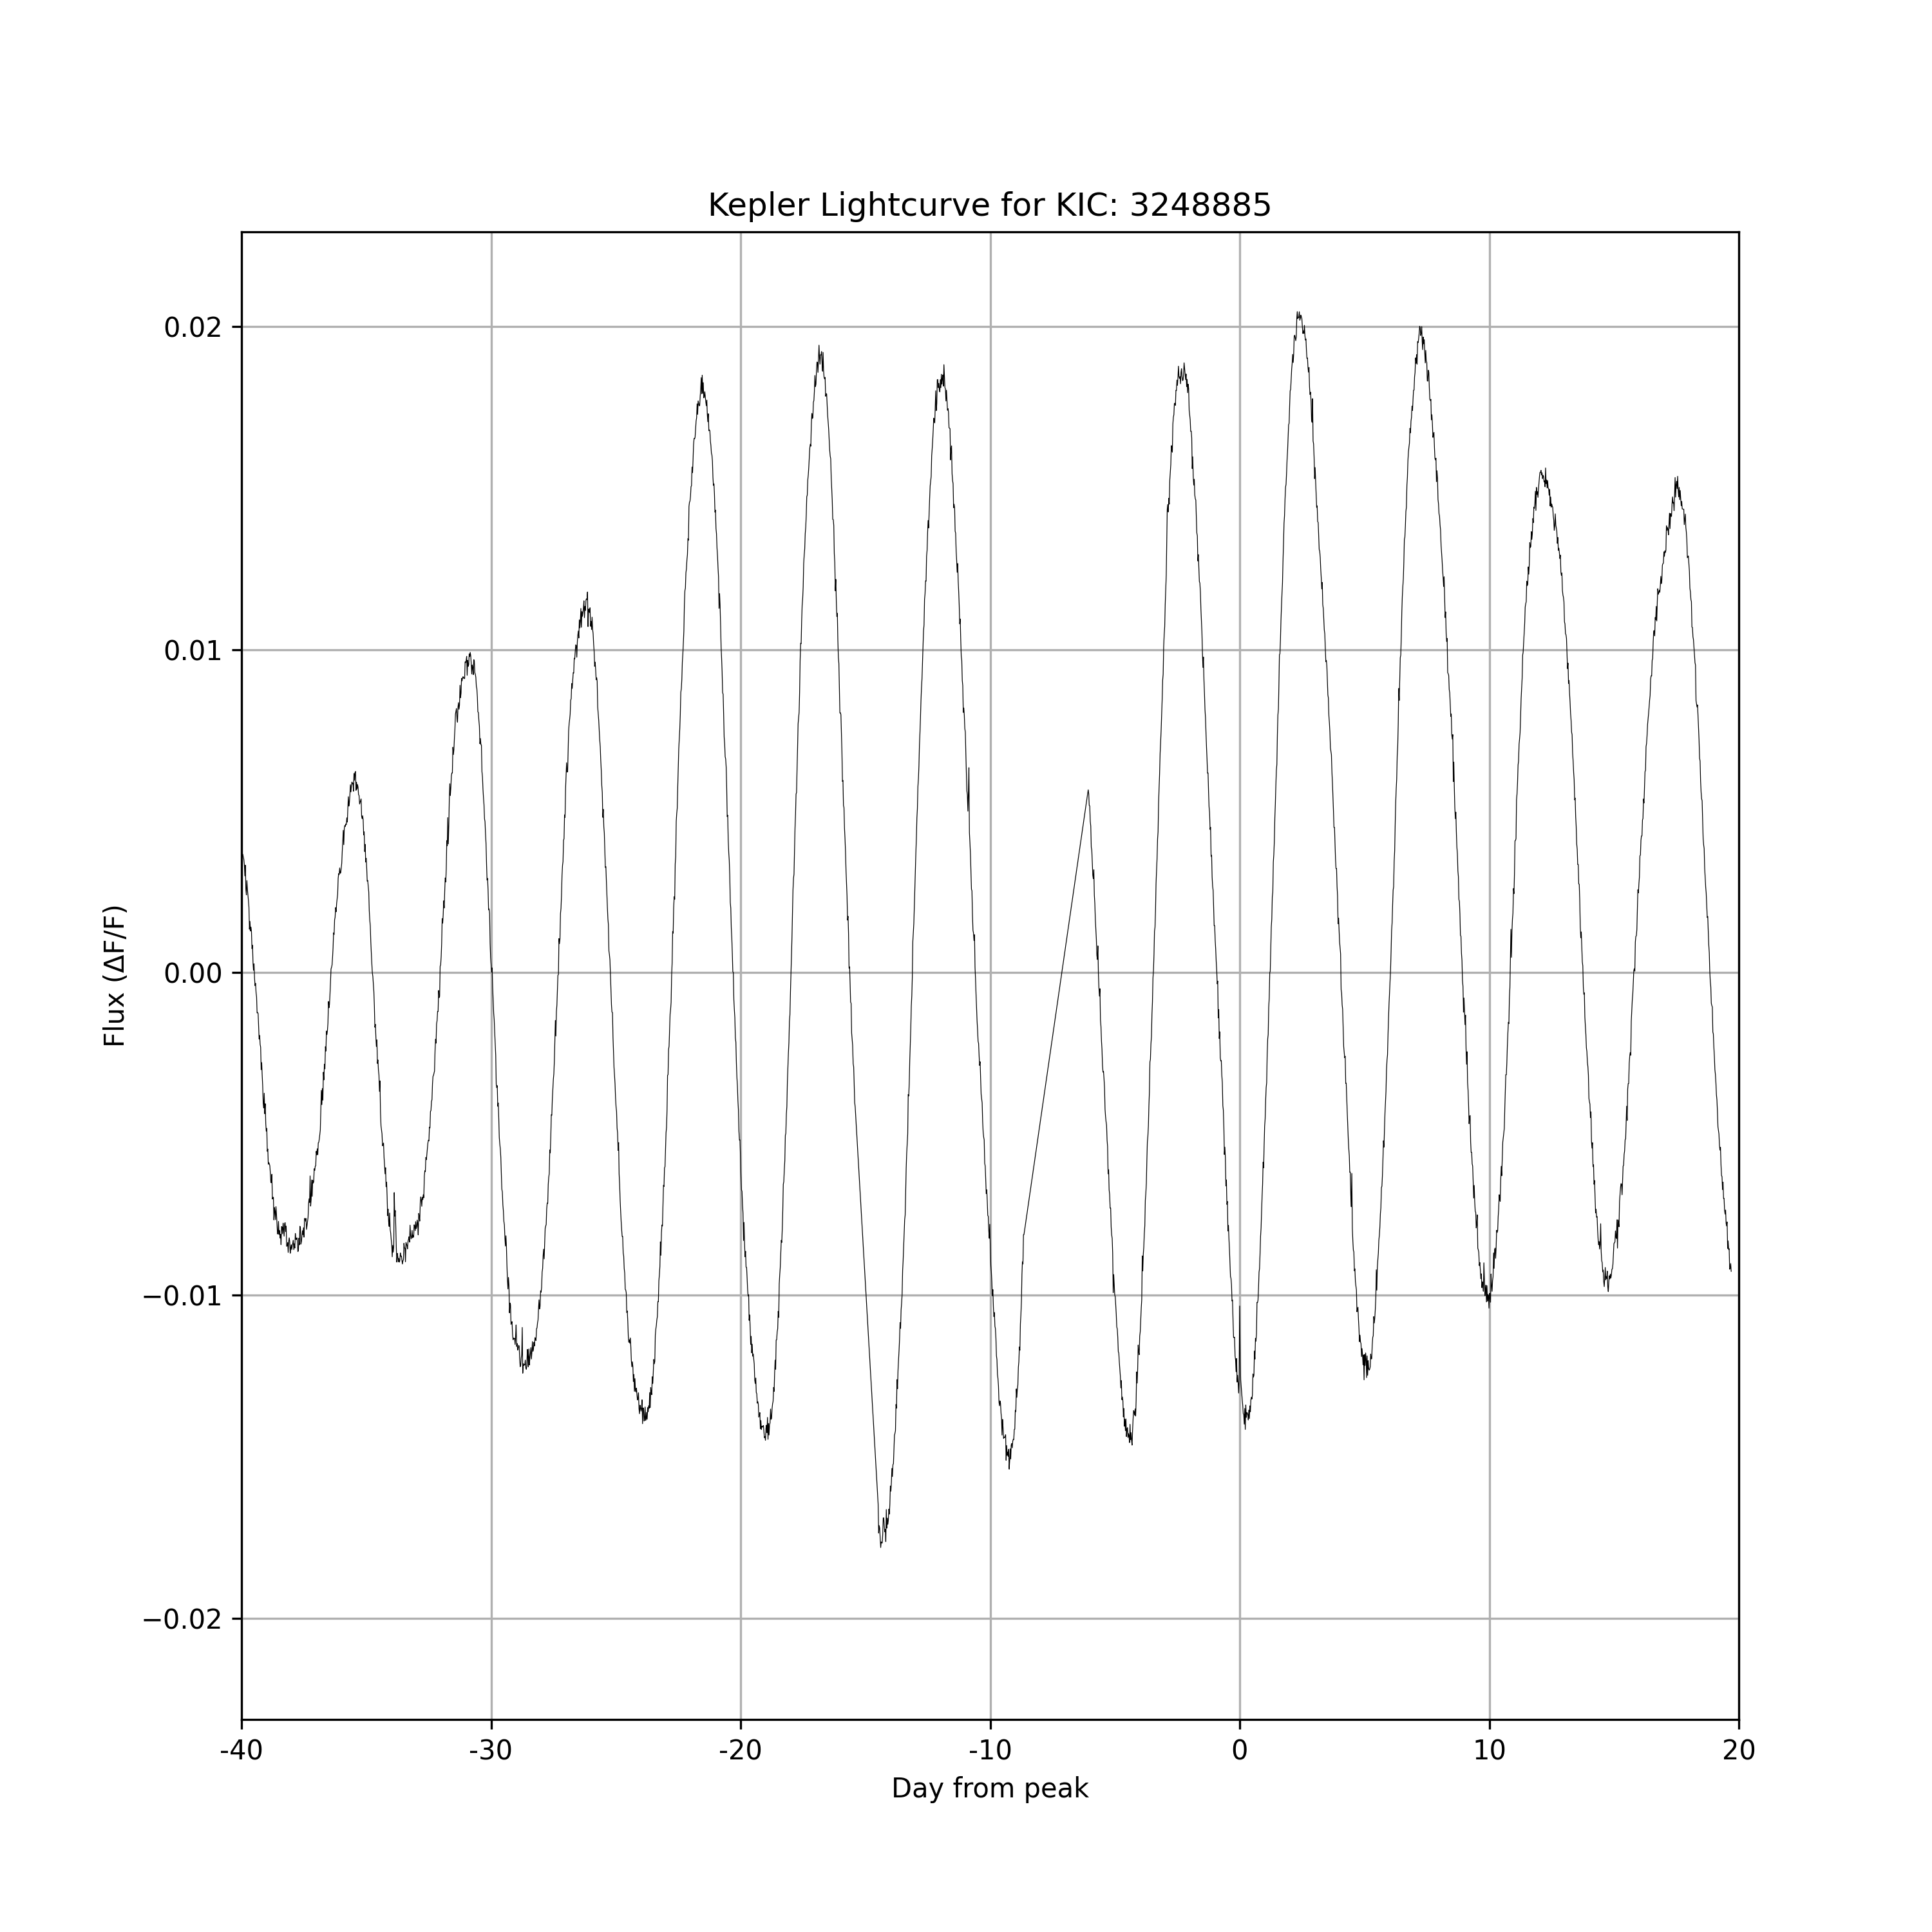 Kepler Lightcurve for KIC: 3248885
0.02
0.01
0.00
−0.01
−0.02
Flux (ΔF/F)
-40 -30 -20 -10 0 10 20
Day from peak